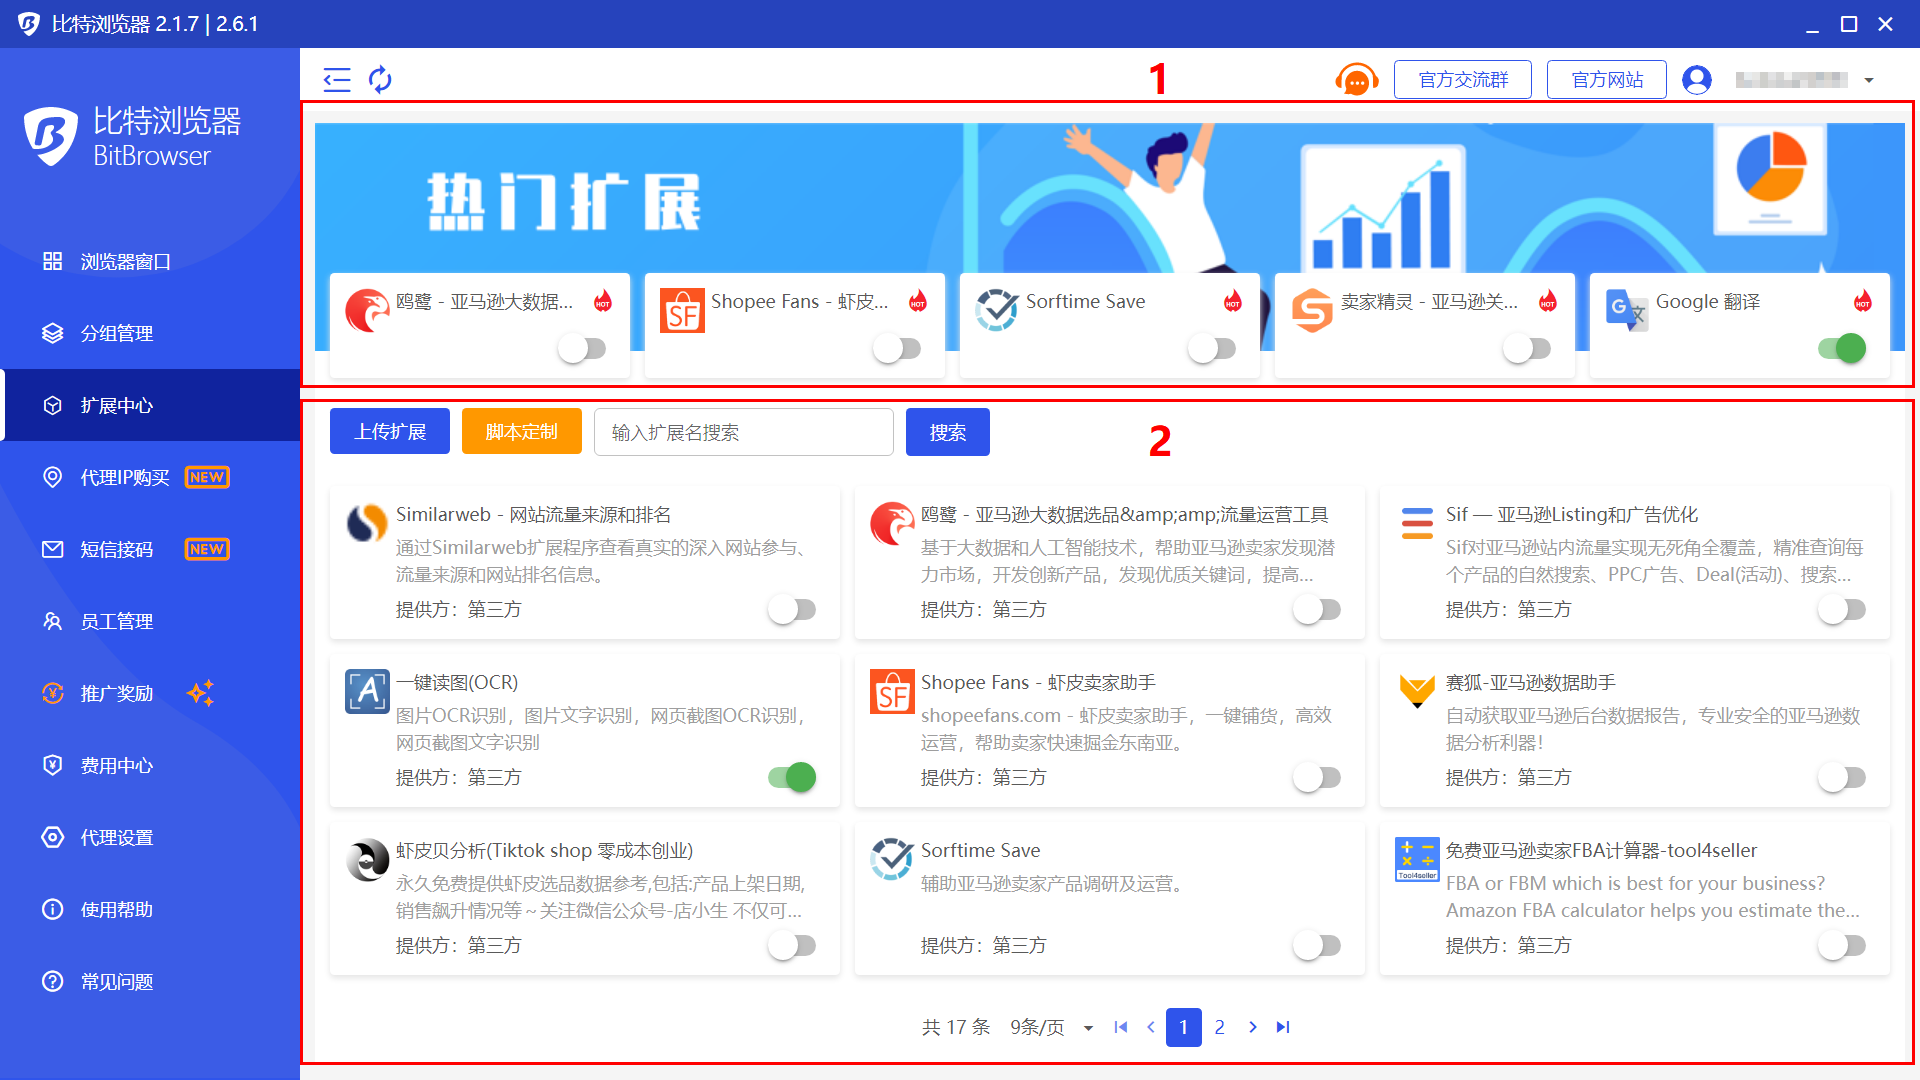 比特浏览器 2.1.7 | 2.6.1
比特浏览器
BitBrowser
浏览器窗口
分组管理
扩展中心
代理IP购买 NEW
短信接码 NEW
员工管理
推广奖励
费用中心
代理设置
使用帮助
常见问题
1
官方交流群
官方网站
热门扩展
鸥鹭 - 亚马逊大数据... HOT
Shopee Fans - 虾皮... HOT
Sorftime Save HOT
卖家精灵 - 亚马逊关... HOT
Google 翻译 HOT
上传扩展
脚本定制
输入扩展名搜索
搜索
2
Similarweb - 网站流量来源和排名
通过Similarweb扩展程序查看真实的深入网站参与、
流量来源和网站排名信息。
提供方：第三方
鸥鹭 - 亚马逊大数据选品&amp;amp;流量运营工具
基于大数据和人工智能技术，帮助亚马逊卖家发现潜
力市场，开发创新产品，发现优质关键词，提高...
提供方：第三方
Sif — 亚马逊Listing和广告优化
Sif对亚马逊站内流量实现无死角全覆盖，精准查询每
个产品的自然搜索、PPC广告、Deal(活动)、搜索...
提供方：第三方
一键读图(OCR)
图片OCR识别，图片文字识别，网页截图OCR识别，
网页截图文字识别
提供方：第三方
SF
Shopee Fans - 虾皮卖家助手
shopeefans.com - 虾皮卖家助手，一键铺货，高效
运营，帮助卖家快速掘金东南亚。
提供方：第三方
赛狐-亚马逊数据助手
自动获取亚马逊后台数据报告，专业安全的亚马逊数
据分析利器！
提供方：第三方
虾皮贝分析(Tiktok shop 零成本创业)
永久免费提供虾皮选品数据参考,包括:产品上架日期,
销售飙升情况等～关注微信公众号-店小生 不仅可...
提供方：第三方
Sorftime Save
辅助亚马逊卖家产品调研及运营。
提供方：第三方
Tool4seller
免费亚马逊卖家FBA计算器-tool4seller
FBA or FBM which is best for your business?
Amazon FBA calculator helps you estimate the...
提供方：第三方
共 17 条 9条/页 1 2